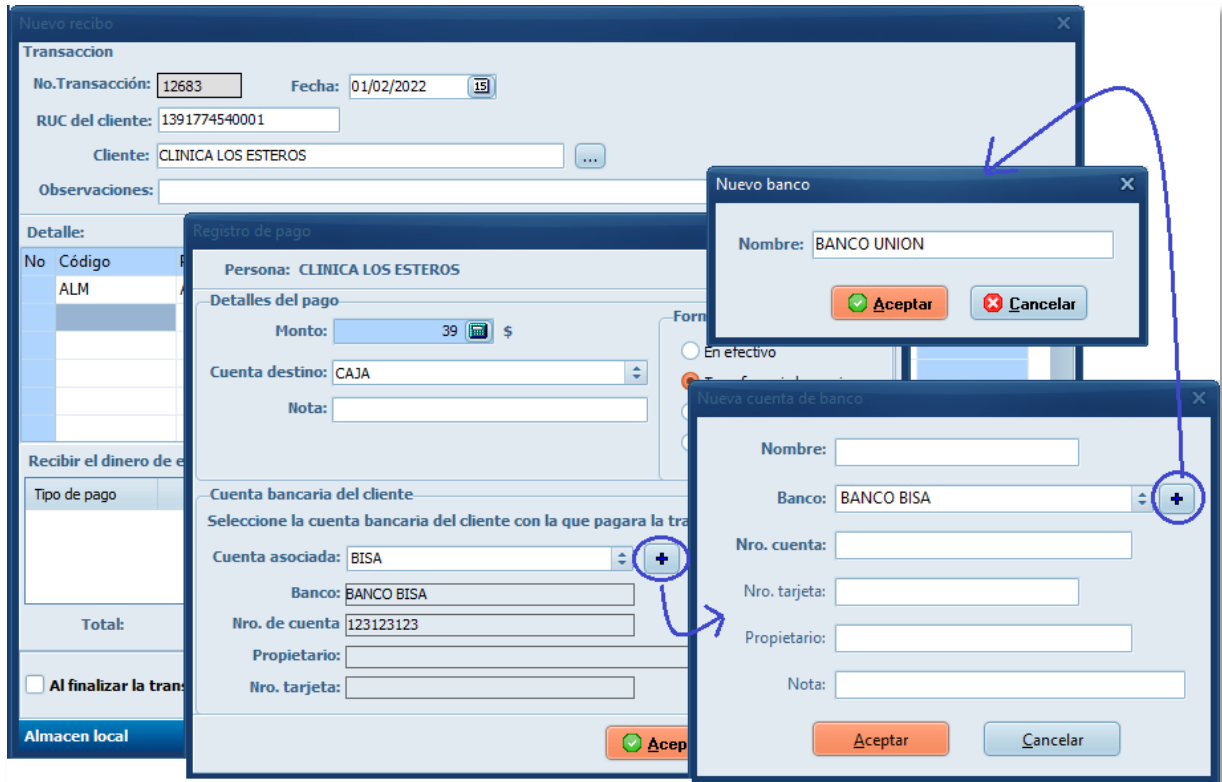 Nuevo recibo
Transaccion
No.Transacción: 12683 Fecha: 01/02/2022 15
RUC del cliente: 1391774540001
Cliente: CLINICA LOS ESTEROS ...
Observaciones:
Detalle:
No Código
ALM
Recibir el dinero de e
Tipo de pago
Total:
Al finalizar la tran
Almacen local
Registro de pago
Persona: CLINICA LOS ESTEROS
Detalles del pago
Monto: 39 $
Cuenta destino: CAJA
Nota:
Form
En efectivo
Cuenta bancaria del cliente
Seleccione la cuenta bancaria del cliente con la que pagara la tra
Cuenta asociada: BISA +
Banco: BANCO BISA
Nro. de cuenta 123123123
Propietario:
Nro. tarjeta:
Acep
Nuevo banco
Nombre: BANCO UNION
Aceptar Cancelar
Nueva cuenta de banco
Nombre:
Banco: BANCO BISA +
Nro. cuenta:
Nro. tarjeta:
Propietario:
Nota:
Aceptar Cancelar